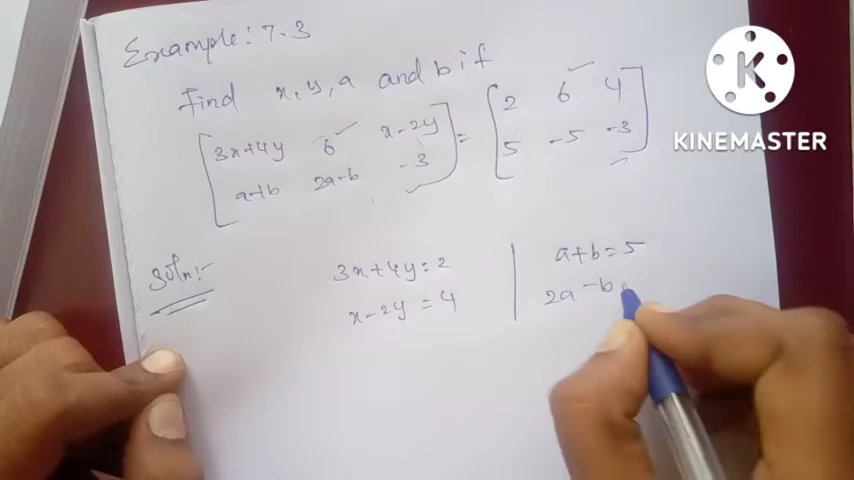 Example: 7.3
Find x, y, a and b if
[3x+4y 6 x-2y] = [2 6 4]
[a+b 2a-b -3] [5 -5 -3]
Soln:-
3x+4y=2
x-2y=4
a+b=5
2a-b
K
KINEMASTER